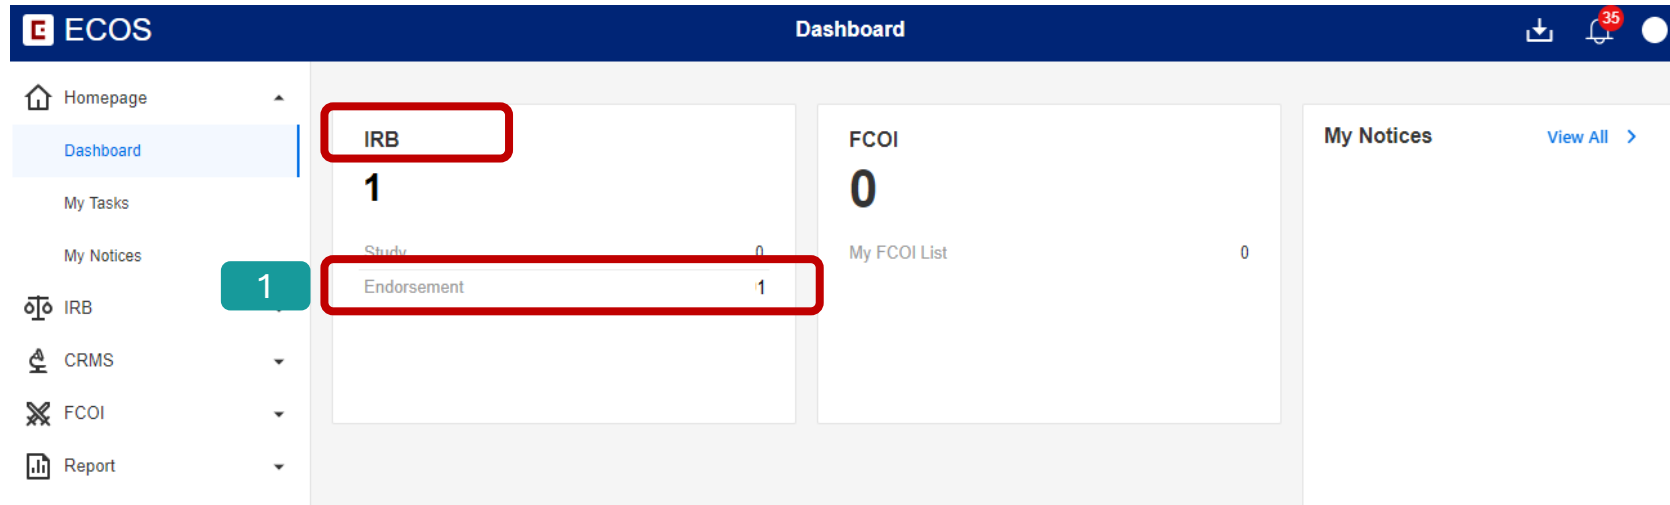 E ECOS
Dashboard
35
Homepage
Dashboard
My Tasks
My Notices
IRB
CRMS
FCOI
Report
1
IRB
1
Study 0
Endorsement 1
FCOI
0
My FCOI List 0
My Notices
View All